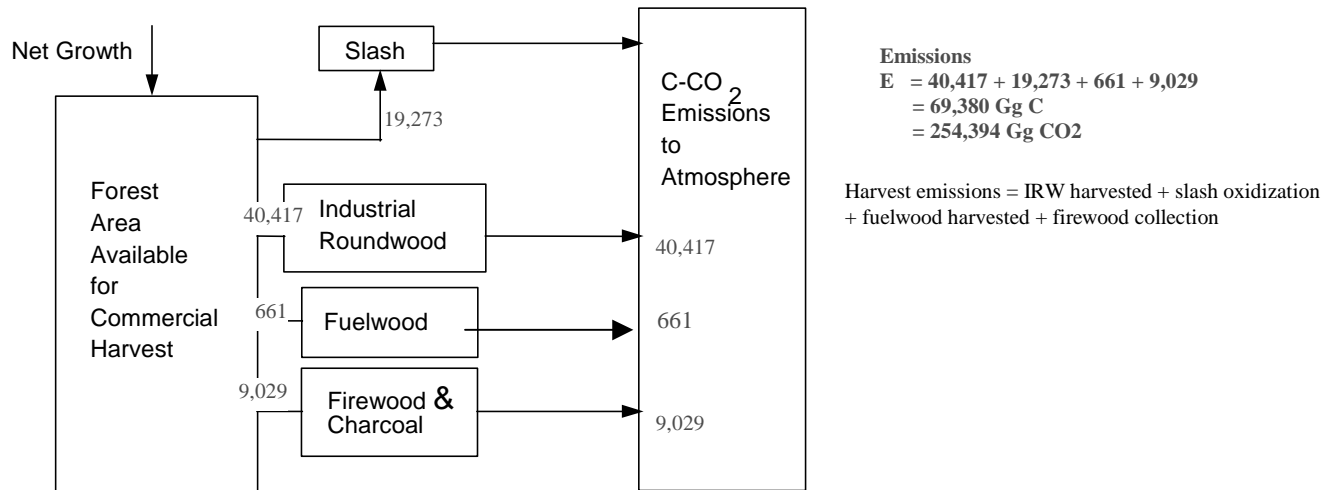 Net Growth
Slash
19,273
Forest
Area
Available
for
Commercial
Harvest
40,417
Industrial
Roundwood
661
Fuelwood
9,029
Firewood &
Charcoal
C-CO2
Emissions
to
Atmosphere
40,417
661
9,029
Emissions
E = 40,417 + 19,273 + 661 + 9,029
= 69,380 Gg C
= 254,394 Gg CO2
Harvest emissions = IRW harvested + slash oxidization
+ fuelwood harvested + firewood collection